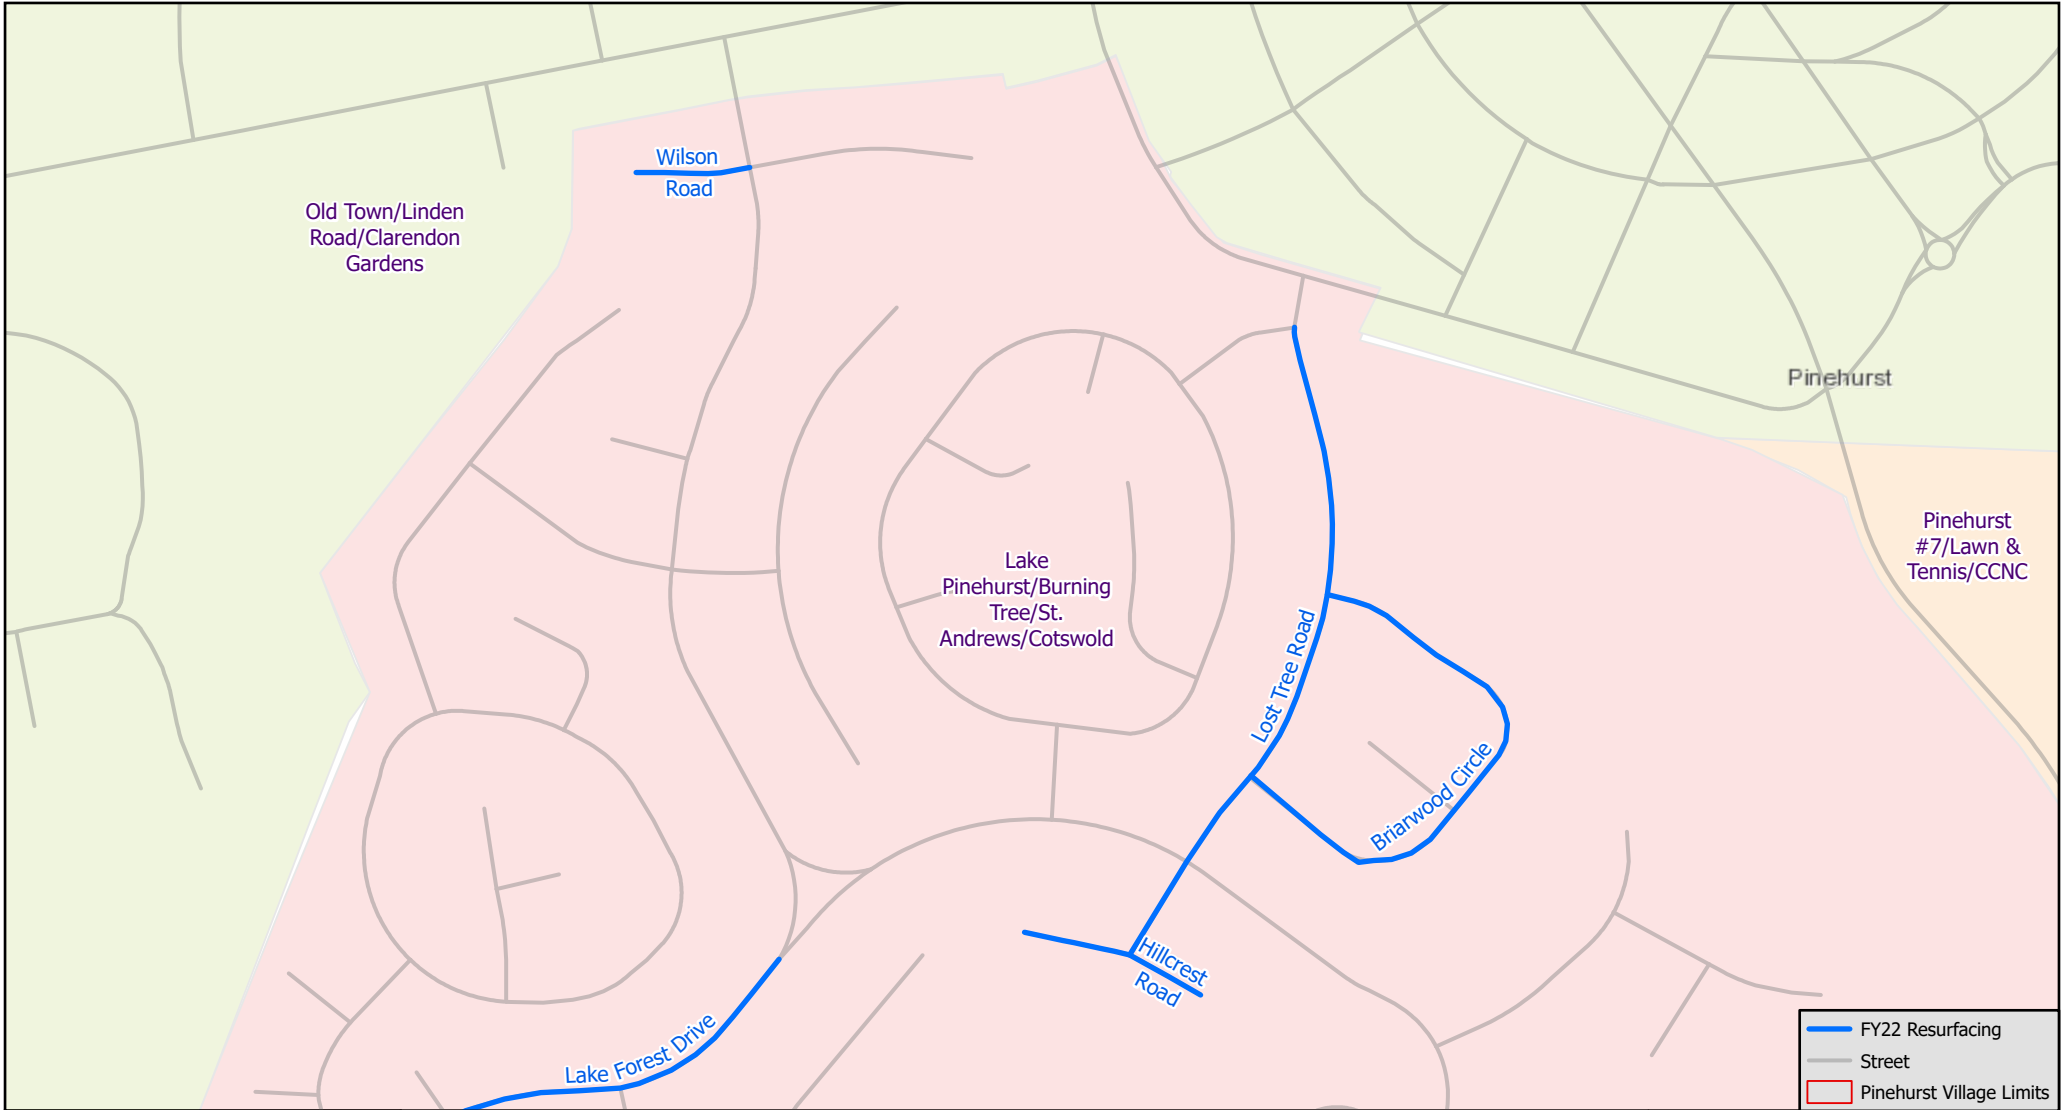 Wilson
Road
Old Town/Linden
Road/Clarendon
Gardens
Pinehurst
Pinehurst
#7/Lawn &
Tennis/CCNC
Lake
Pinehurst/Burning
Tree/St.
Andrews/Cotswold
Lost Tree Road
Briarwood Circle
Hillcrest
Road
Lake Forest Drive
FY22 Resurfacing
Street
Pinehurst Village Limits